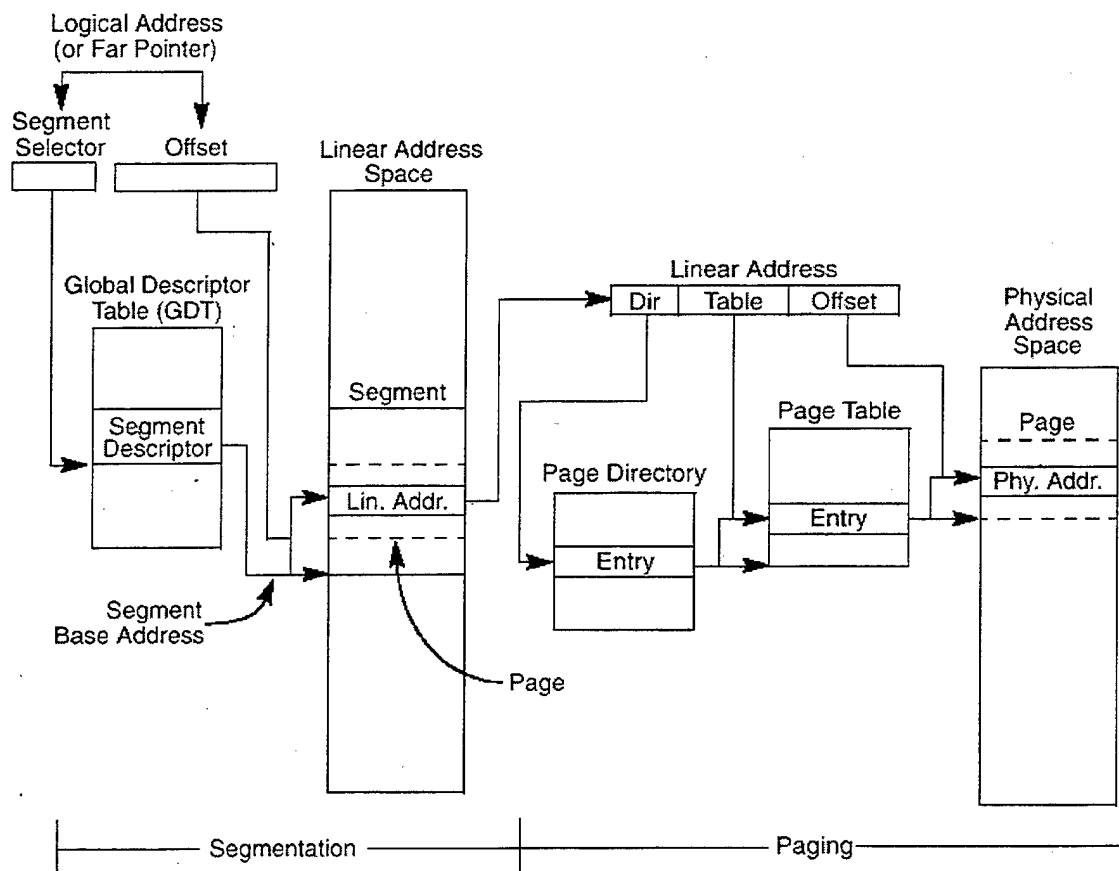 Logical Address
(or Far Pointer)
Segment
Selector
Offset
Linear Address
Space
Global Descriptor
Table (GDT)
Segment
Descriptor
Segment
Lin. Addr.
Segment
Base Address
Page
Linear Address
Dir
Table
Offset
Page Directory
Entry
Page Table
Entry
Physical
Address
Space
Page
Phy. Addr.
Segmentation
Paging